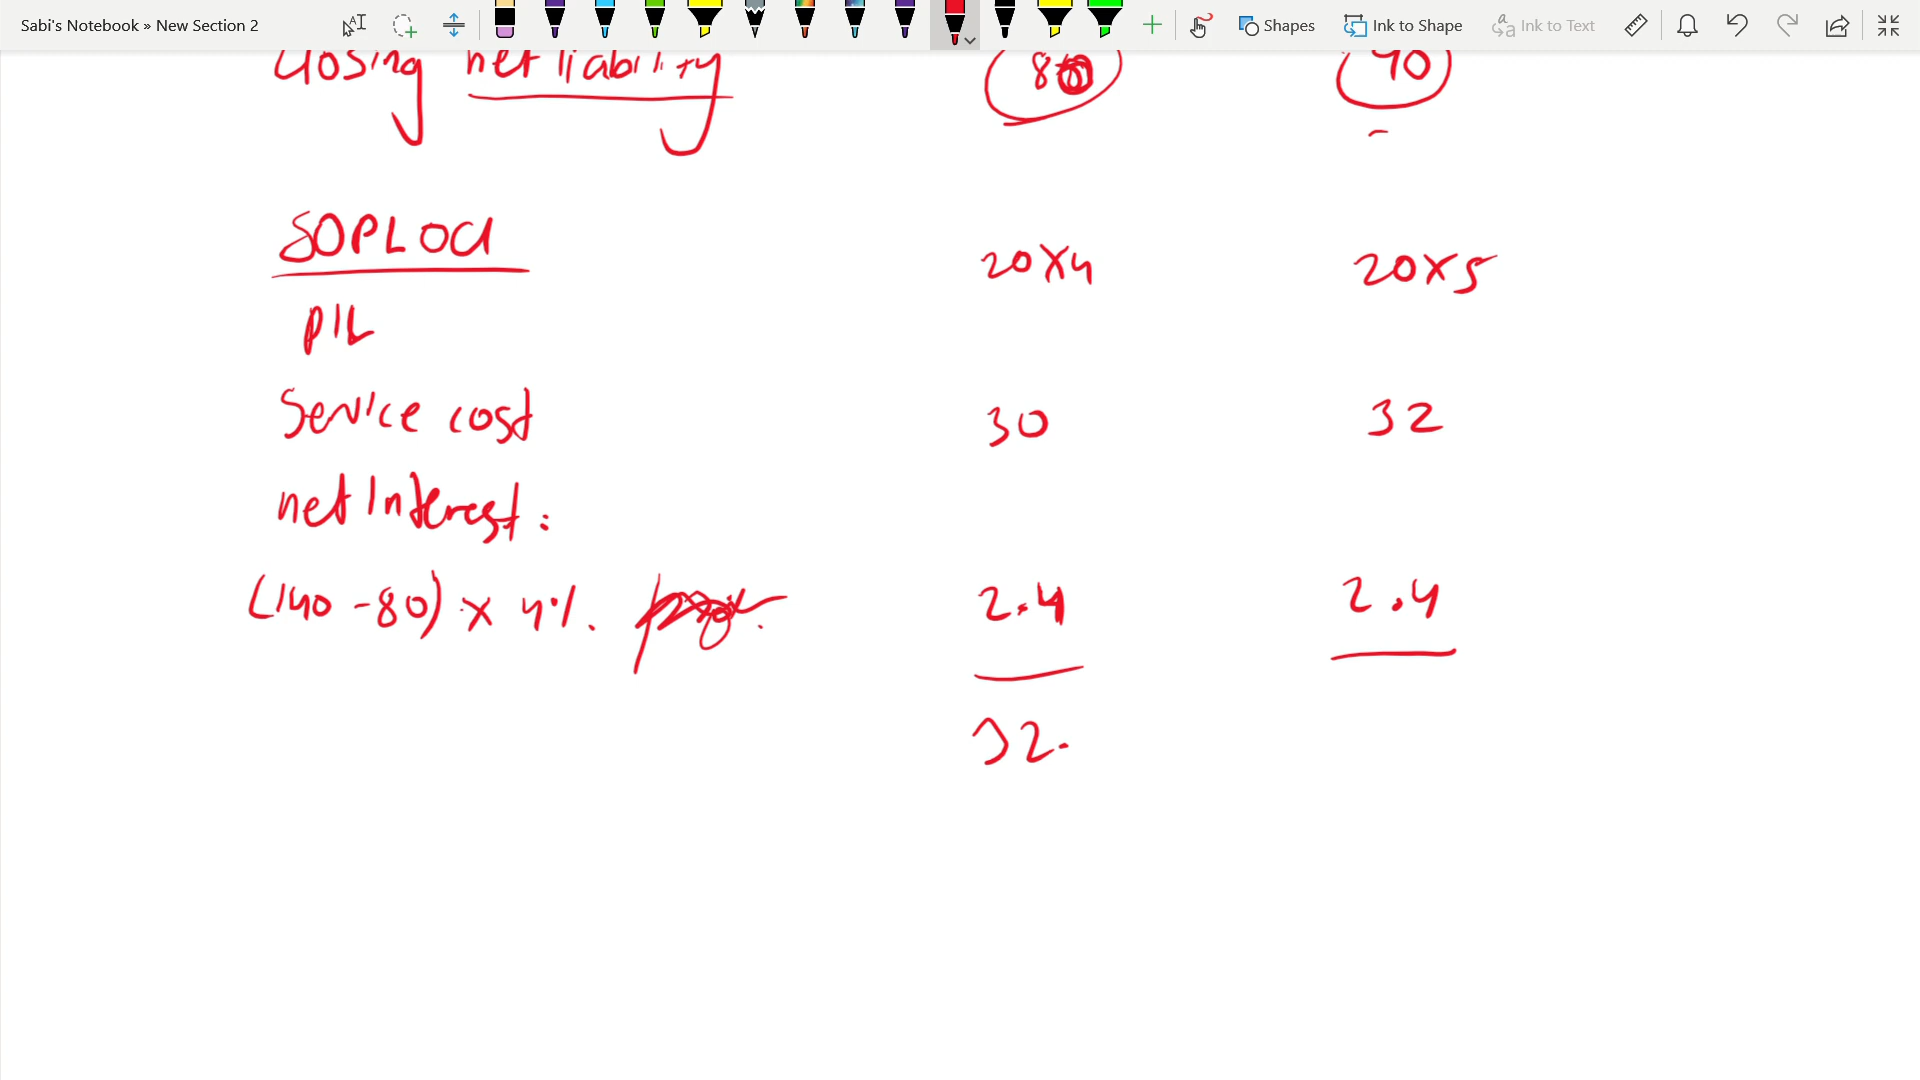 Sabi's Notebook » New Section 2 Shapes Ink to Shape Ink to Text
Closing net liability 80 40
SOPLOCI 20X4 20X5
P/L
Service cost 30 32
net Interest:
(140-80) x 4%. 2.4 2.4
32.